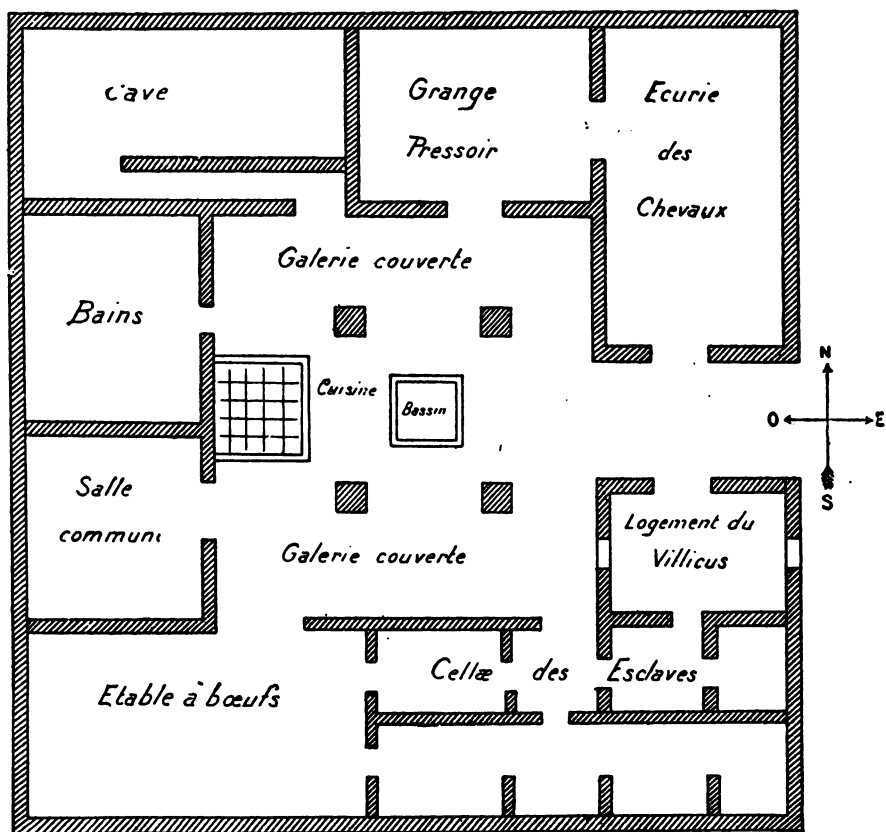 Cave
Grange
Pressoir
Ecurie
des
Chevaux
Galerie couverte
Bains
Cuisine
Bassin
N
O E
S
Salle
commun
Galerie couverte
Logement du
Villicus
Cellæ des Esclaves
Etable à bœufs